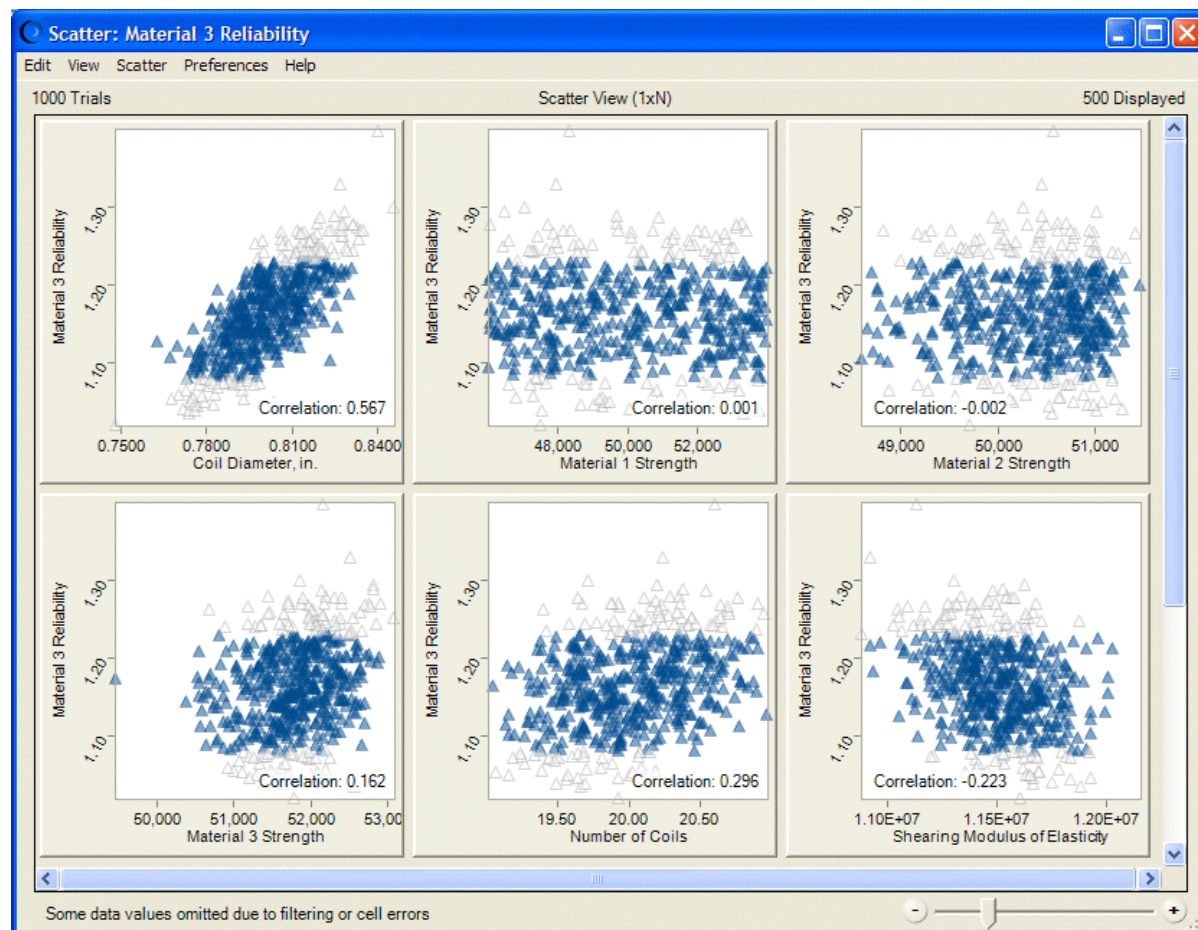 Scatter: Material 3 Reliability
Edit View Scatter Preferences Help
1000 Trials Scatter View (1xN) 500 Displayed
Material 3 Reliability
1.30
1.20
1.10
Correlation: 0.567
0.7500 0.7800 0.8100 0.8400
Coil Diameter, in.
Material 3 Reliability
1.30
1.20
1.10
Correlation: 0.001
48,000 50,000 52,000
Material 1 Strength
Material 3 Reliability
1.30
1.20
1.10
Correlation: -0.002
49,000 50,000 51,000
Material 2 Strength
Material 3 Reliability
1.30
1.20
1.10
Correlation: 0.162
50,000 51,000 52,000 53,00
Material 3 Strength
Material 3 Reliability
1.30
1.20
1.10
Correlation: 0.296
19.50 20.00 20.50
Number of Coils
Material 3 Reliability
1.30
1.20
1.10
Correlation: -0.223
1.10E+07 1.15E+07 1.20E+07
Shearing Modulus of Elasticity
Some data values omitted due to filtering or cell errors